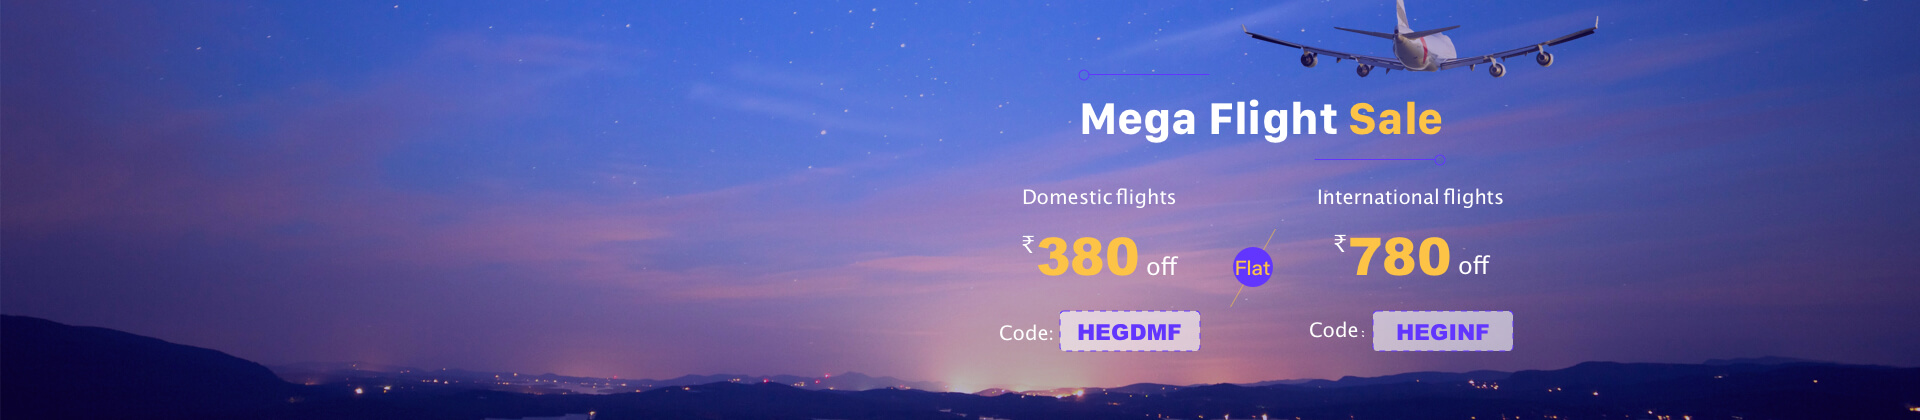 Mega Flight Sale
Domestic flights
₹380 off
Code: HEGDMF
Flat
International flights
₹780 off
Code: HEGINF